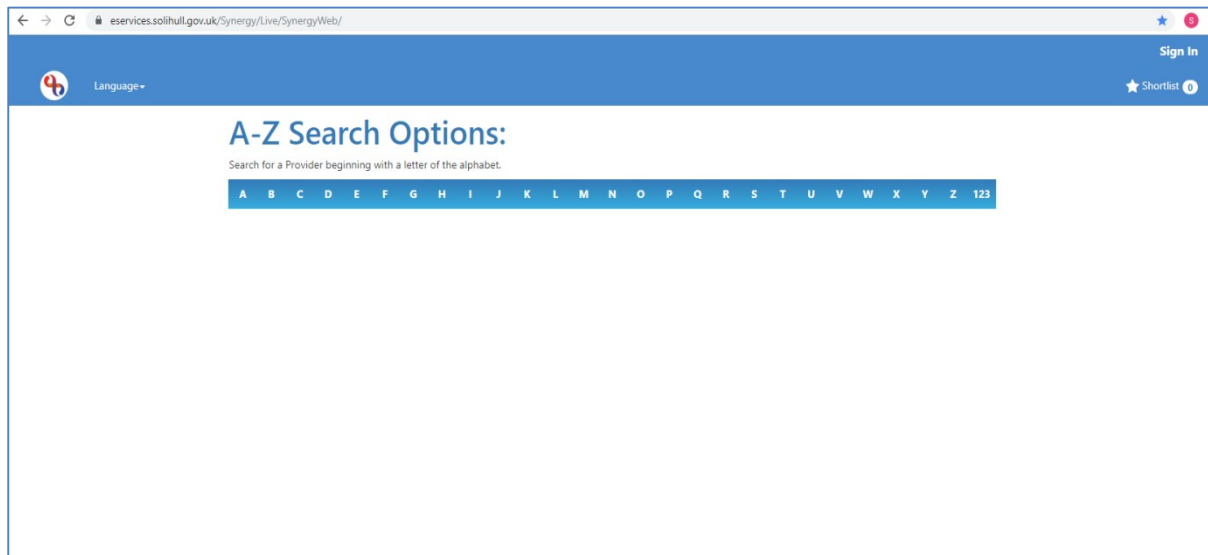 eservices.solihull.gov.uk/Synergy/Live/SynergyWeb/
S
Sign In
Language
Shortlist 0
A-Z Search Options:
Search for a Provider beginning with a letter of the alphabet.
A B C D E F G H I J K L M N O P Q R S T U V W X Y Z 123